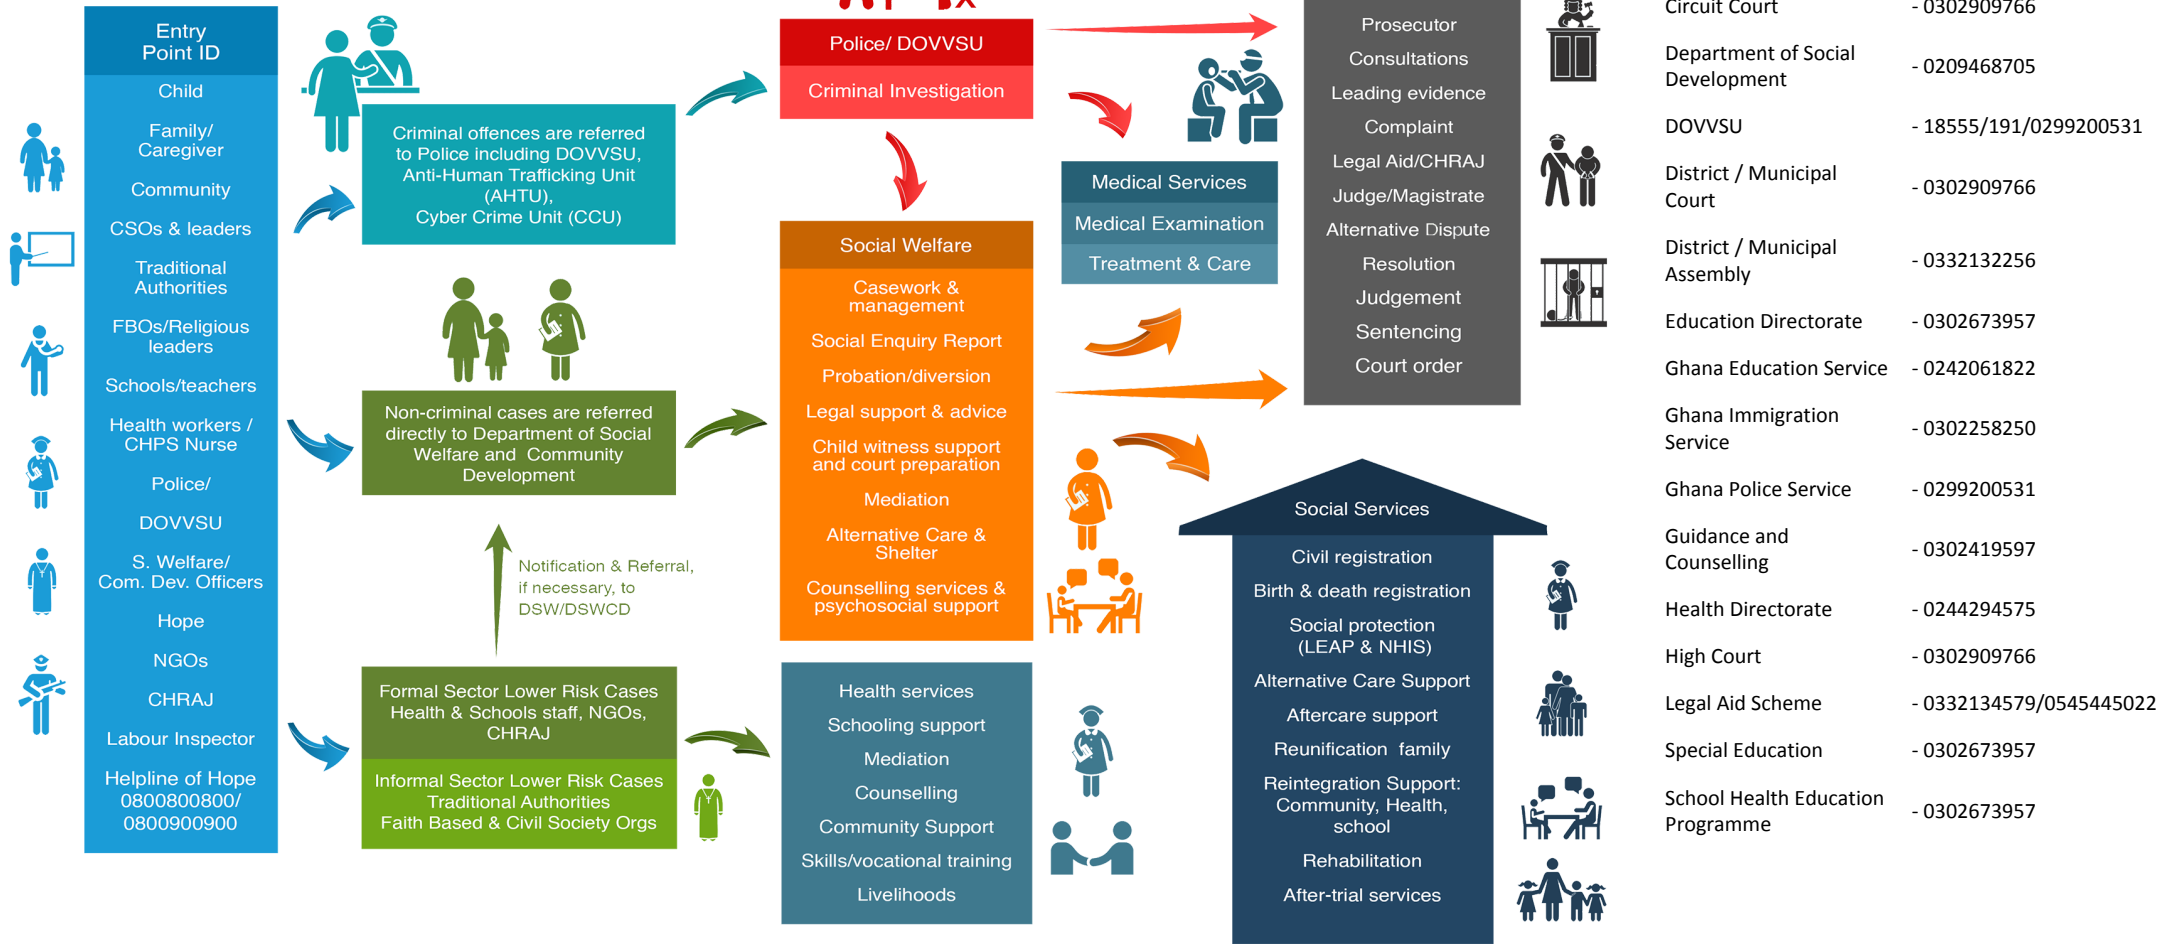 Entry
Point ID
Child
Family/
Caregiver
Community
CSOs & leaders
Traditional
Authorities
FBOs/Religious
leaders
Schools/teachers
Health workers /
CHPS Nurse
Police/
DOVVSU
S. Welfare/
Com. Dev. Officers
Hope
NGOs
CHRAJ
Labour Inspector
Helpline of Hope
0800800800/
0800900900
Criminal offences are referred
to Police including DOVVSU,
Anti-Human Trafficking Unit
(AHTU),
Cyber Crime Unit (CCU)
Non-criminal cases are referred
directly to Department of Social
Welfare and Community
Development
Notification & Referral,
if necessary, to
DSW/DSWCD
Formal Sector Lower Risk Cases
Health & Schools staff, NGOs,
CHRAJ
Informal Sector Lower Risk Cases
Traditional Authorities
Faith Based & Civil Society Orgs
Police/ DOVVSU
Criminal Investigation
Social Welfare
Casework &
management
Social Enquiry Report
Probation/diversion
Legal support & advice
Child witness support
and court preparation
Mediation
Alternative Care &
Shelter
Counselling services &
psychosocial support
Health services
Schooling support
Mediation
Counselling
Community Support
Skills/vocational training
Livelihoods
Medical Services
Medical Examination
Treatment & Care
Prosecutor
Consultations
Leading evidence
Complaint
Legal Aid/CHRAJ
Judge/Magistrate
Alternative Dispute
Resolution
Judgement
Sentencing
Court order
Social Services
Civil registration
Birth & death registration
Social protection
(LEAP & NHIS)
Alternative Care Support
Aftercare support
Reunification family
Reintegration Support:
Community, Health,
school
Rehabilitation
After-trial services
Circuit Court - 0302909766
Department of Social
Development - 0209468705
DOVVSU - 18555/191/0299200531
District / Municipal
Court - 0302909766
District / Municipal
Assembly - 0332132256
Education Directorate - 0302673957
Ghana Education Service - 0242061822
Ghana Immigration
Service - 0302258250
Ghana Police Service - 0299200531
Guidance and
Counselling - 0302419597
Health Directorate - 0244294575
High Court - 0302909766
Legal Aid Scheme - 0332134579/0545445022
Special Education - 0302673957
School Health Education
Programme - 0302673957